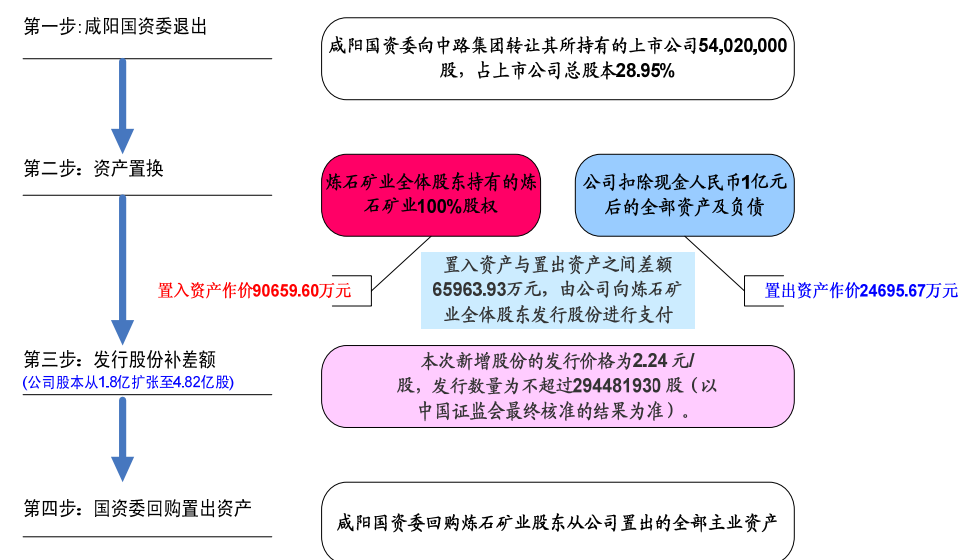 第一步:咸阳国资委退出
咸阳国资委向中路集团转让其所持有的上市公司54,020,000
股，占上市公司总股本28.95%
第二步：资产置换
炼石矿业全体股东持有的炼
石矿业100%股权
公司扣除现金人民币1亿元
后的全部资产及负债
置入资产作价90659.60万元
置入资产与置出资产之间差额
65963.93万元，由公司向炼石矿
业全体股东发行股份进行支付
置出资产作价24695.67万元
第三步：发行股份补差额
(公司股本从1.8亿扩张至4.82亿股)
本次新增股份的发行价格为2.24 元/
股，发行数量为不超过294481930 股（以
中国证监会最终核准的结果为准）。
第四步：国资委回购置出资产
咸阳国资委回购炼石矿业股东从公司置出的全部主业资产